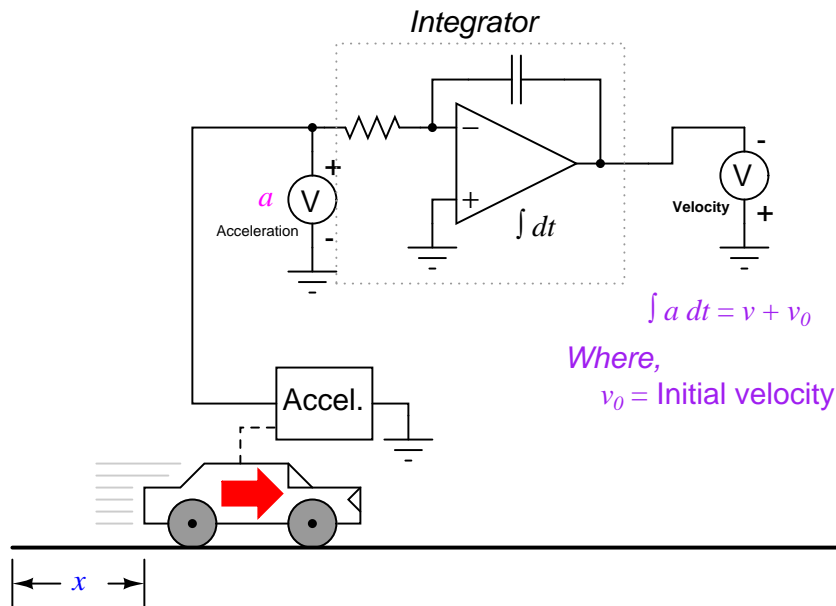 Integrator
+
V
-
a
Acceleration
−
+
∫ dt
-
V
+
Velocity
∫ a dt = v + v₀
Where,
v₀ = Initial velocity
Accel.
x